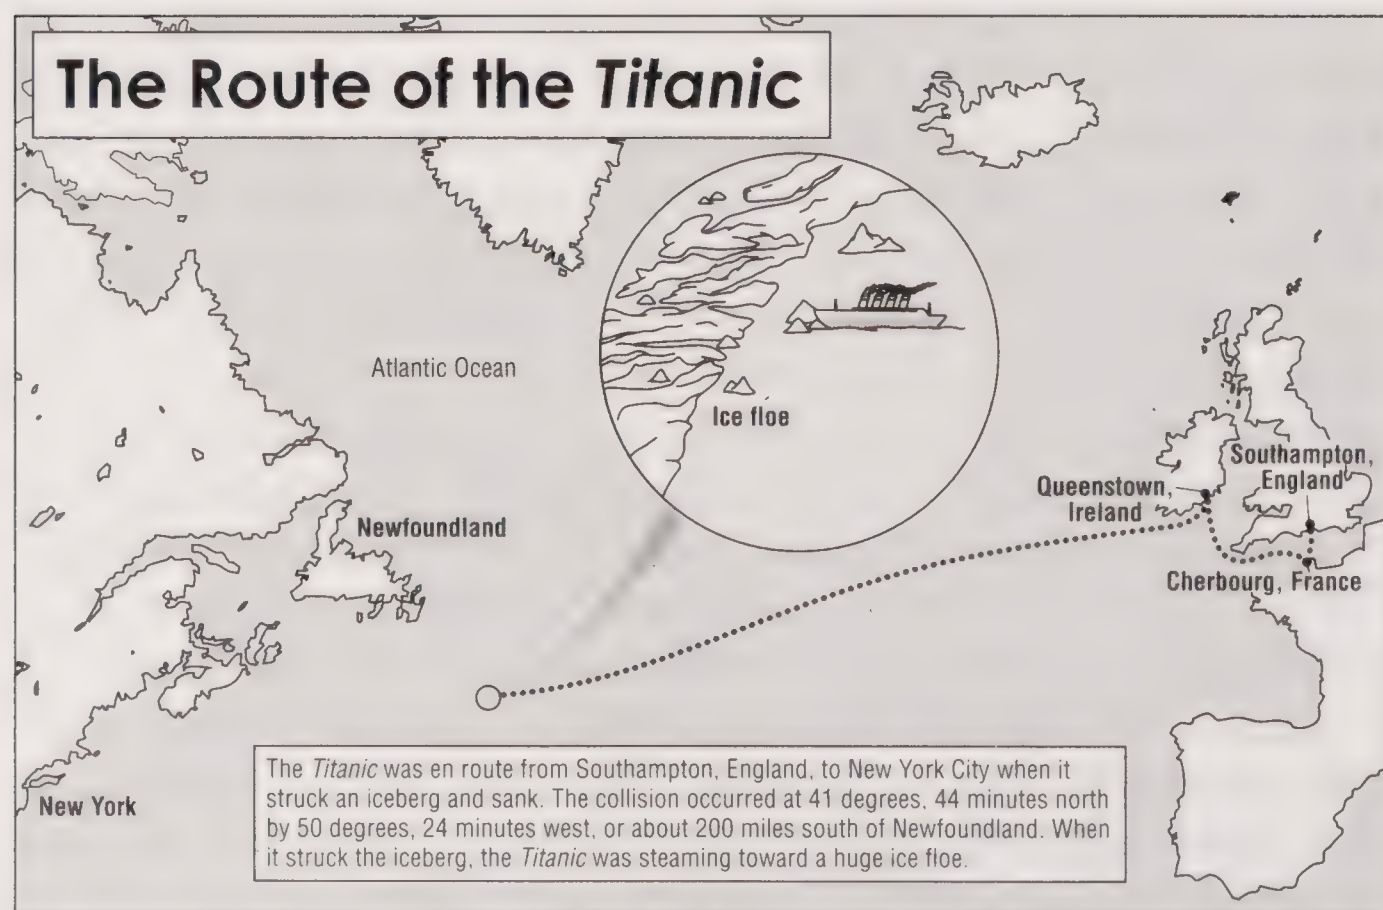 The Route of the Titanic
Atlantic Ocean
Ice floe
Newfoundland
Queenstown,
Ireland
Southampton,
England
Cherbourg, France
New York
The Titanic was en route from Southampton, England, to New York City when it
struck an iceberg and sank. The collision occurred at 41 degrees, 44 minutes north
by 50 degrees, 24 minutes west, or about 200 miles south of Newfoundland. When
it struck the iceberg, the Titanic was steaming toward a huge ice floe.